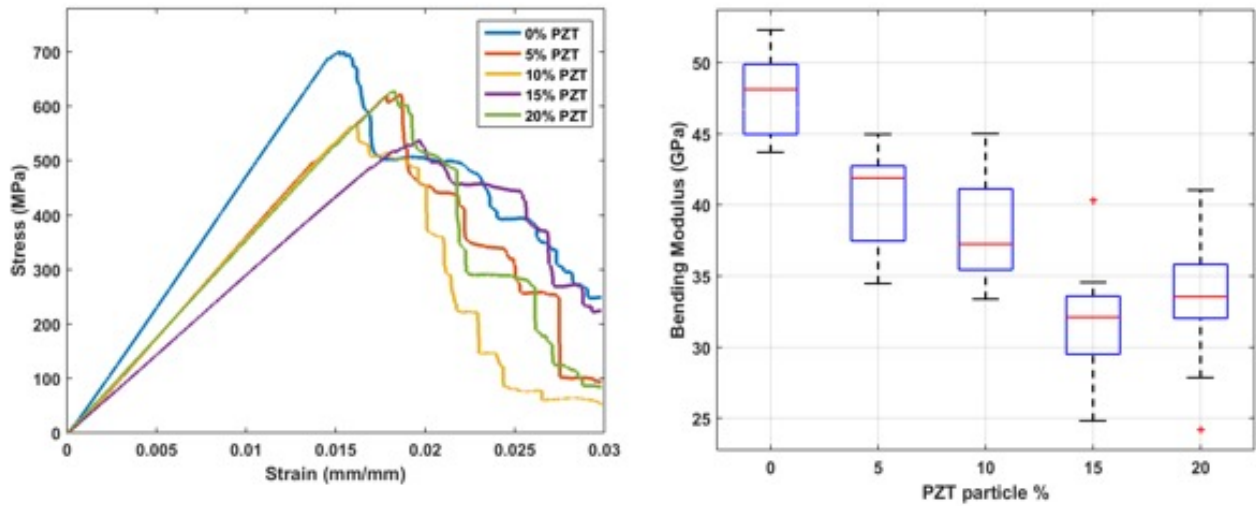 700
600
500
400
300
200
100
0
Stress (MPa)
0% PZT
5% PZT
10% PZT
15% PZT
20% PZT
0 0.005 0.01 0.015 0.02 0.025 0.03
Strain (mm/mm)
50
45
40
35
30
25
Bending Modulus (GPa)
0 5 10 15 20
PZT particle %